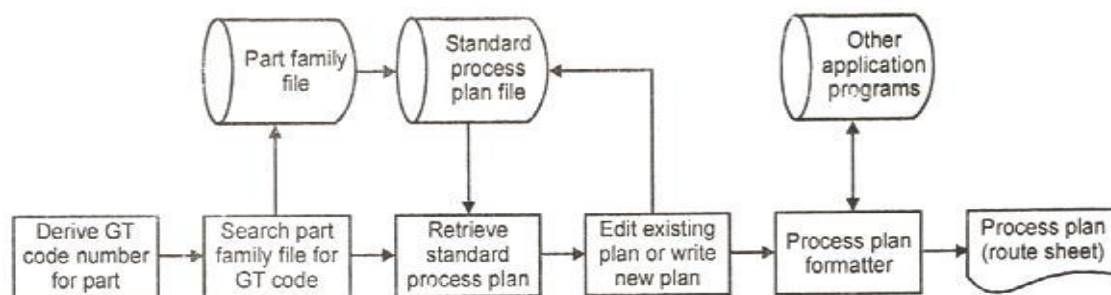 Part family
file
Standard
process
plan file
Other
application
programs
Derive GT
code number
for part
Search part
family file for
GT code
Retrieve
standard
process plan
Edit existing
plan or write
new plan
Process plan
formatter
Process plan
(route sheet)